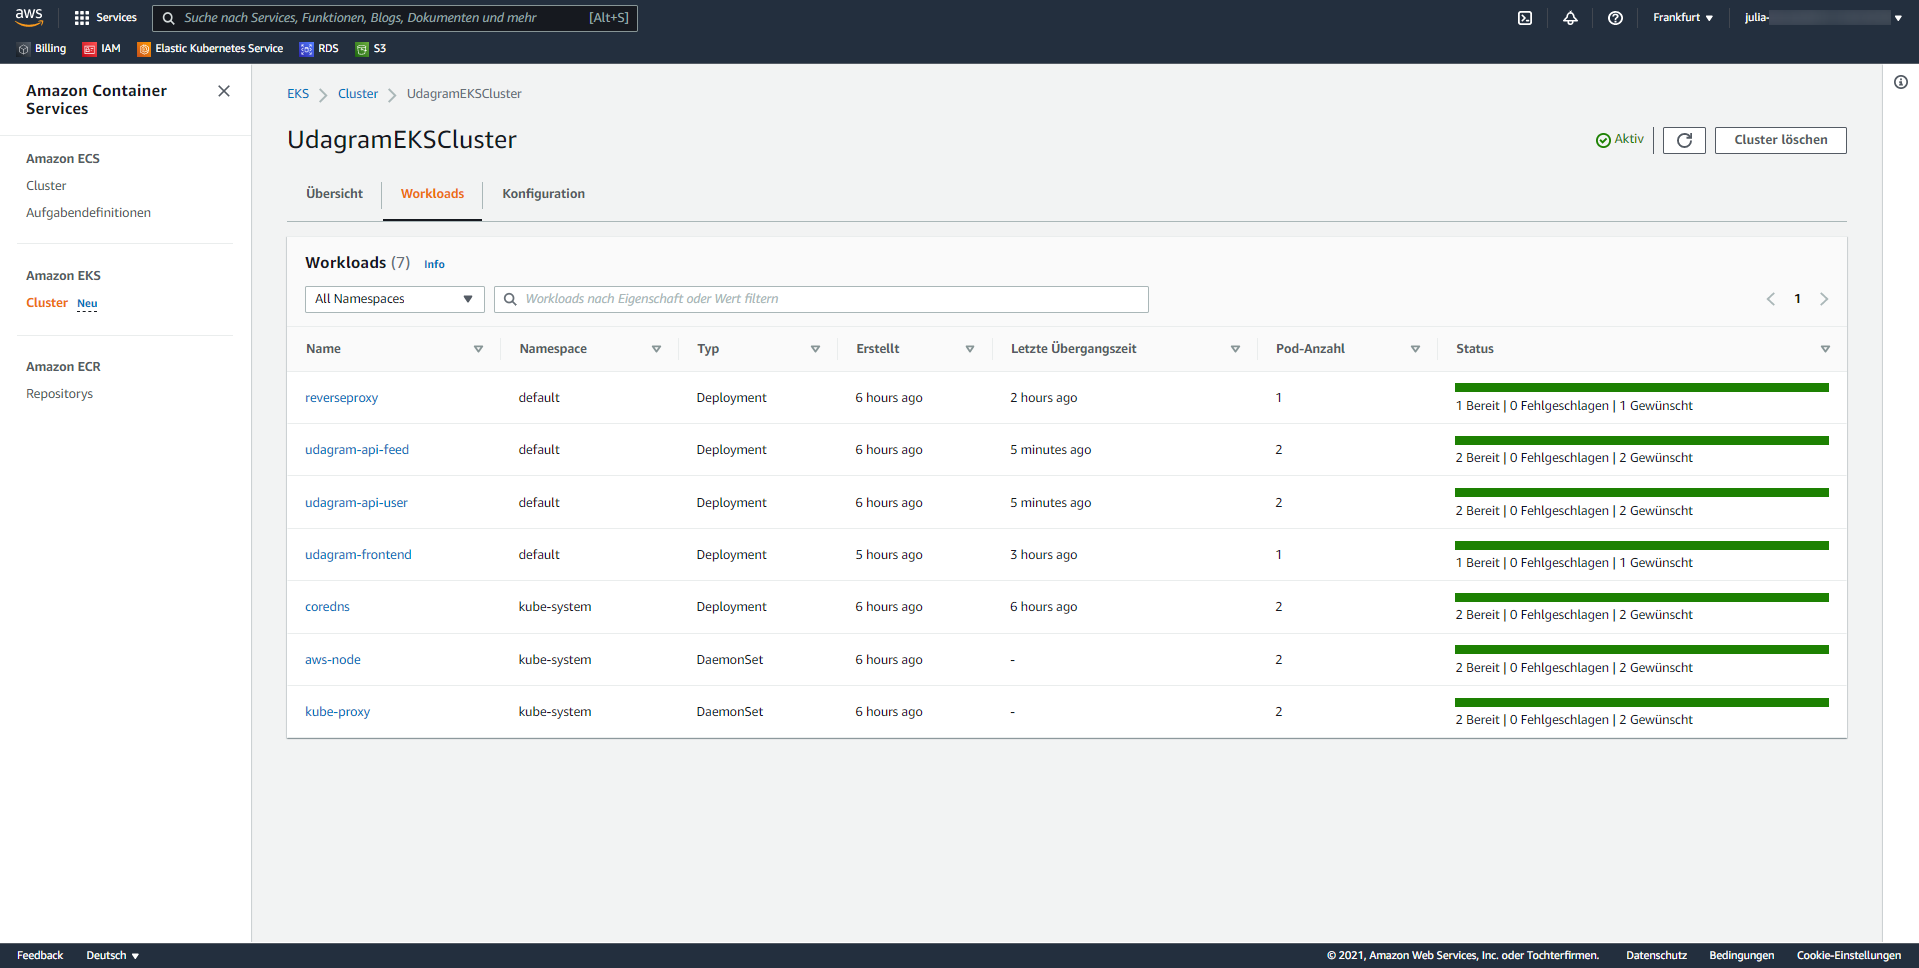 aws Services Suche nach Services, Funktionen, Blogs, Dokumenten und mehr [Alt+S] Frankfurt julia-
Billing IAM Elastic Kubernetes Service RDS S3
Amazon Container
Services
Amazon ECS
Cluster
Aufgabendefinitionen
Amazon EKS
Cluster Neu
Amazon ECR
Repositorys
EKS Cluster UdagramEKSCluster
UdagramEKSCluster Aktiv Cluster löschen
Übersicht Workloads Konfiguration
Workloads (7) Info
All Namespaces Workloads nach Eigenschaft oder Wert filtern 1
Name Namespace Typ Erstellt Letzte Übergangszeit Pod-Anzahl Status
reverseproxy default Deployment 6 hours ago 2 hours ago 1 1 Bereit | 0 Fehlgeschlagen | 1 Gewünscht
udagram-api-feed default Deployment 6 hours ago 5 minutes ago 2 2 Bereit | 0 Fehlgeschlagen | 2 Gewünscht
udagram-api-user default Deployment 6 hours ago 5 minutes ago 2 2 Bereit | 0 Fehlgeschlagen | 2 Gewünscht
udagram-frontend default Deployment 5 hours ago 3 hours ago 1 1 Bereit | 0 Fehlgeschlagen | 1 Gewünscht
coredns kube-system Deployment 6 hours ago 6 hours ago 2 2 Bereit | 0 Fehlgeschlagen | 2 Gewünscht
aws-node kube-system DaemonSet 6 hours ago - 2 2 Bereit | 0 Fehlgeschlagen | 2 Gewünscht
kube-proxy kube-system DaemonSet 6 hours ago - 2 2 Bereit | 0 Fehlgeschlagen | 2 Gewünscht
Feedback Deutsch © 2021, Amazon Web Services, Inc. oder Tochterfirmen. Datenschutz Bedingungen Cookie-Einstellungen